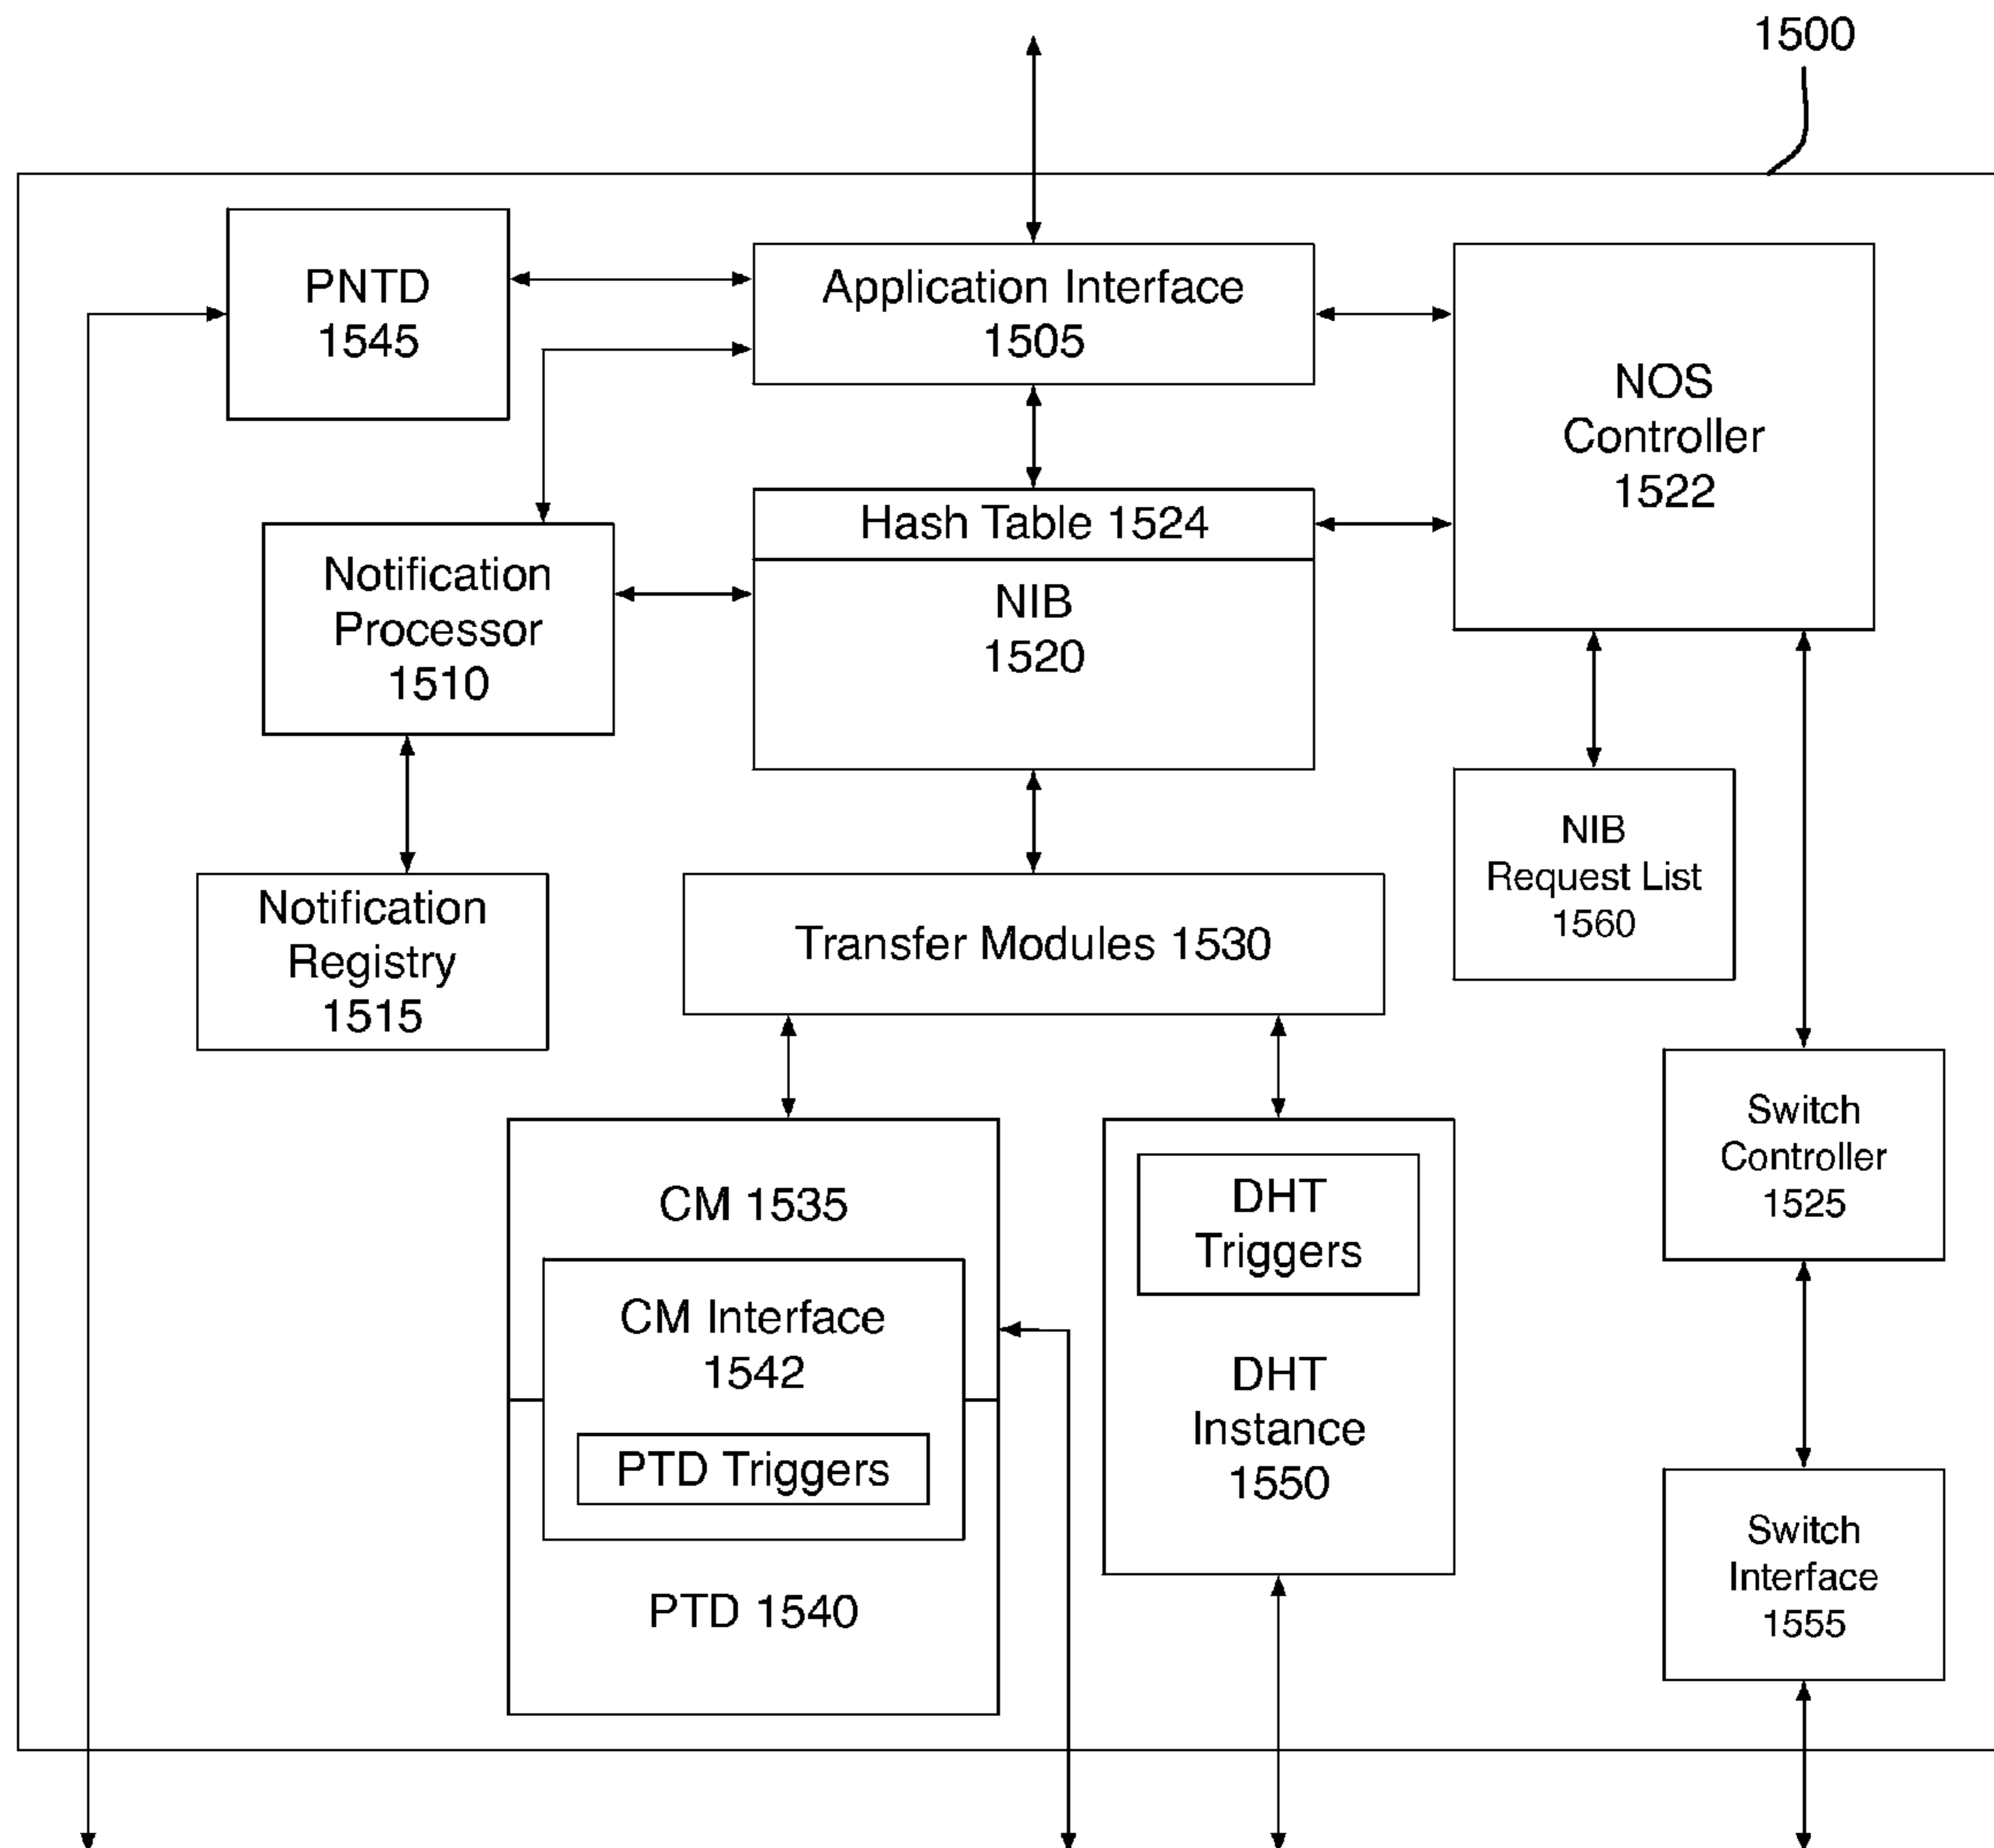 1500
PNTD
1545
Application Interface
1505
NOS
Controller
1522
Hash Table 1524
NIB
1520
Notification
Processor
1510
Notification
Registry
1515
Transfer Modules 1530
NIB
Request List
1560
CM 1535
CM Interface
1542
PTD Triggers
PTD 1540
DHT
Triggers
DHT
Instance
1550
Switch
Controller
1525
Switch
Interface
1555